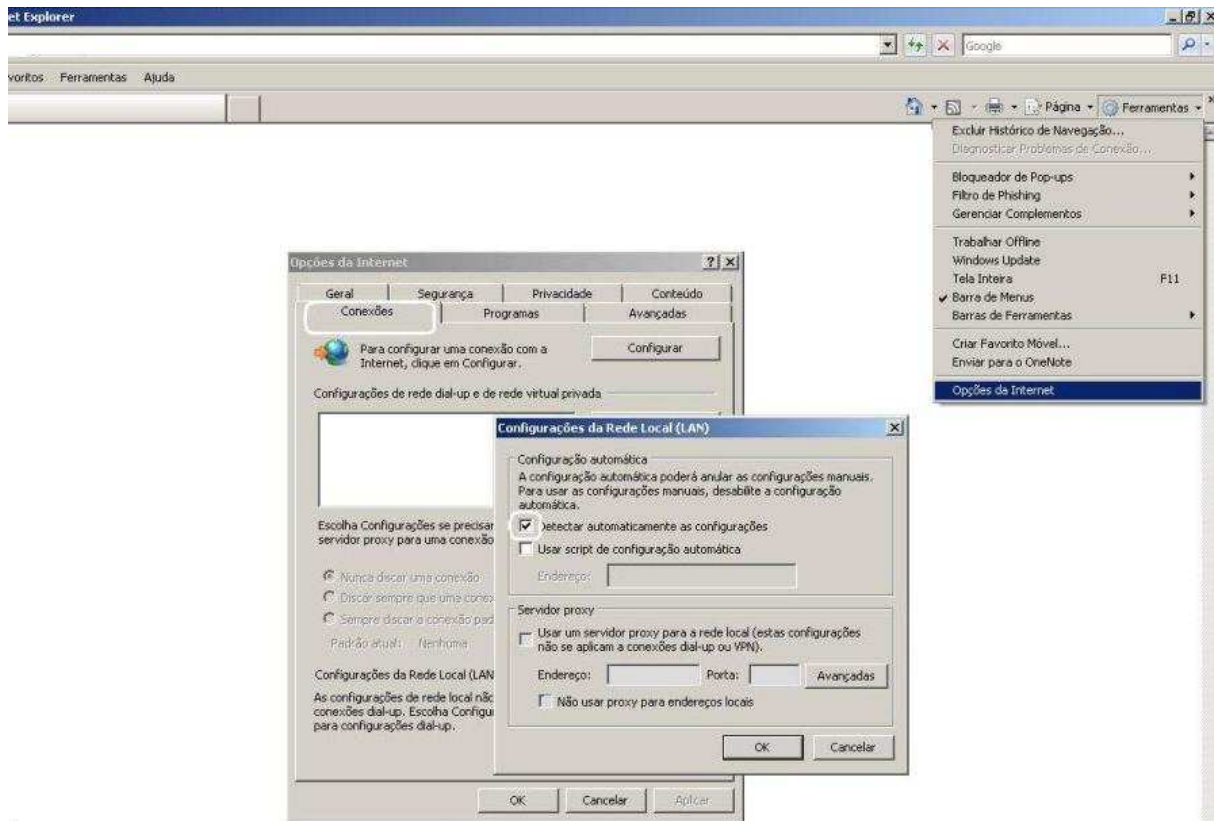 et Explorer
Google
voritos Ferramentas Ajuda
Página Ferramentas
Excluir Histórico de Navegação...
Diagnosticar Problemas de Conexão...
Bloqueador de Pop-ups
Filtro de Phishing
Gerenciar Complementos
Trabalhar Offline
Windows Update
Tela Inteira F11
Barra de Menus
Barras de Ferramentas
Criar Favorito Móvel...
Enviar para o OneNote
Opções da Internet
Opções da Internet
Geral Segurança Privacidade Conteúdo
Conexões Programas Avançadas
Para configurar uma conexão com a
Internet, clique em Configurar.
Configurar
Configurações de rede dial-up e de rede virtual privada
Escolha Configurações se precisar
servidor proxy para uma conexão
Nunca discar uma conexão
Discar sempre que uma conex
Sempre discar a conexão pad
Padrão atual: Nenhuma
Configurações da Rede Local (LAN
As configurações de rede local nãc
conexões dial-up. Escolha Configu
para configurações dial-up.
OK Cancelar Aplicar
Configurações da Rede Local (LAN)
Configuração automática
A configuração automática poderá anular as configurações manuais.
Para usar as configurações manuais, desabilite a configuração
automática.
Detectar automaticamente as configurações
Usar script de configuração automática
Endereço:
Servidor proxy
Usar um servidor proxy para a rede local (estas configurações
não se aplicam a conexões dial-up ou VPN).
Endereço: Porta: Avançadas
Não usar proxy para endereços locais
OK Cancelar